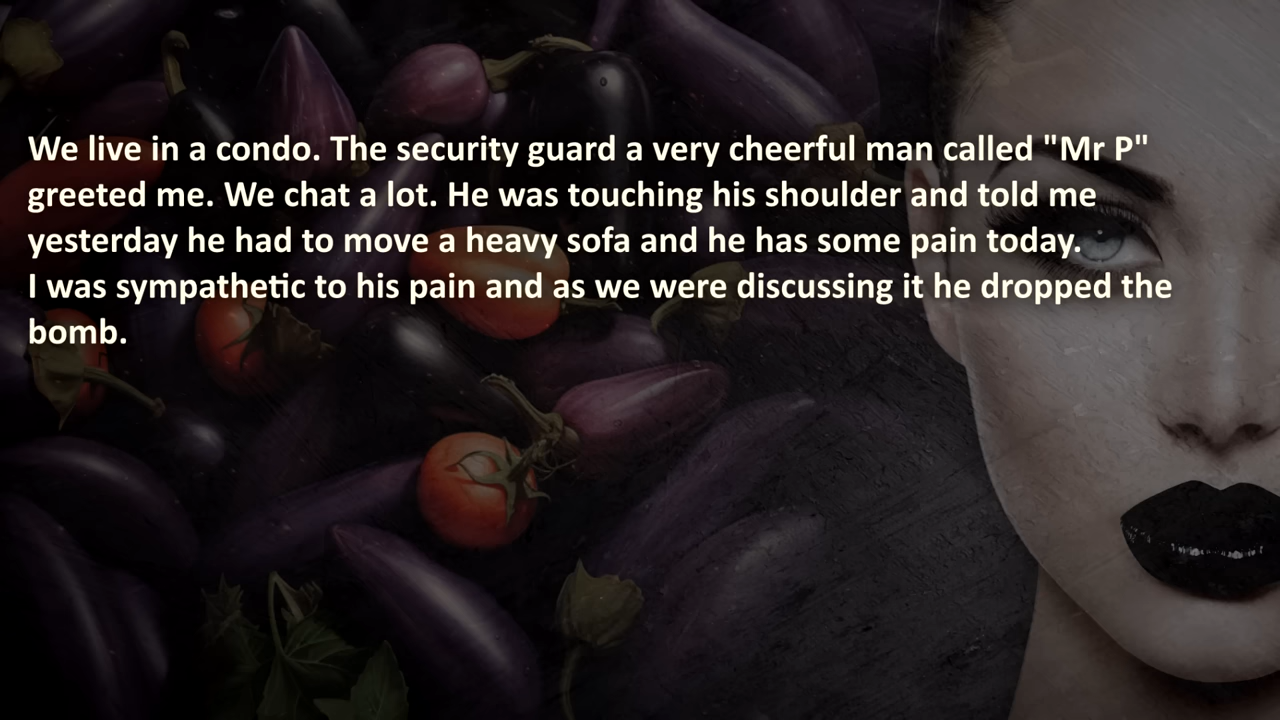 We live in a condo. The security guard a very cheerful man called "Mr P"
greeted me. We chat a lot. He was touching his shoulder and told me
yesterday he had to move a heavy sofa and he has some pain today.
I was sympathetic to his pain and as we were discussing it he dropped the
bomb.